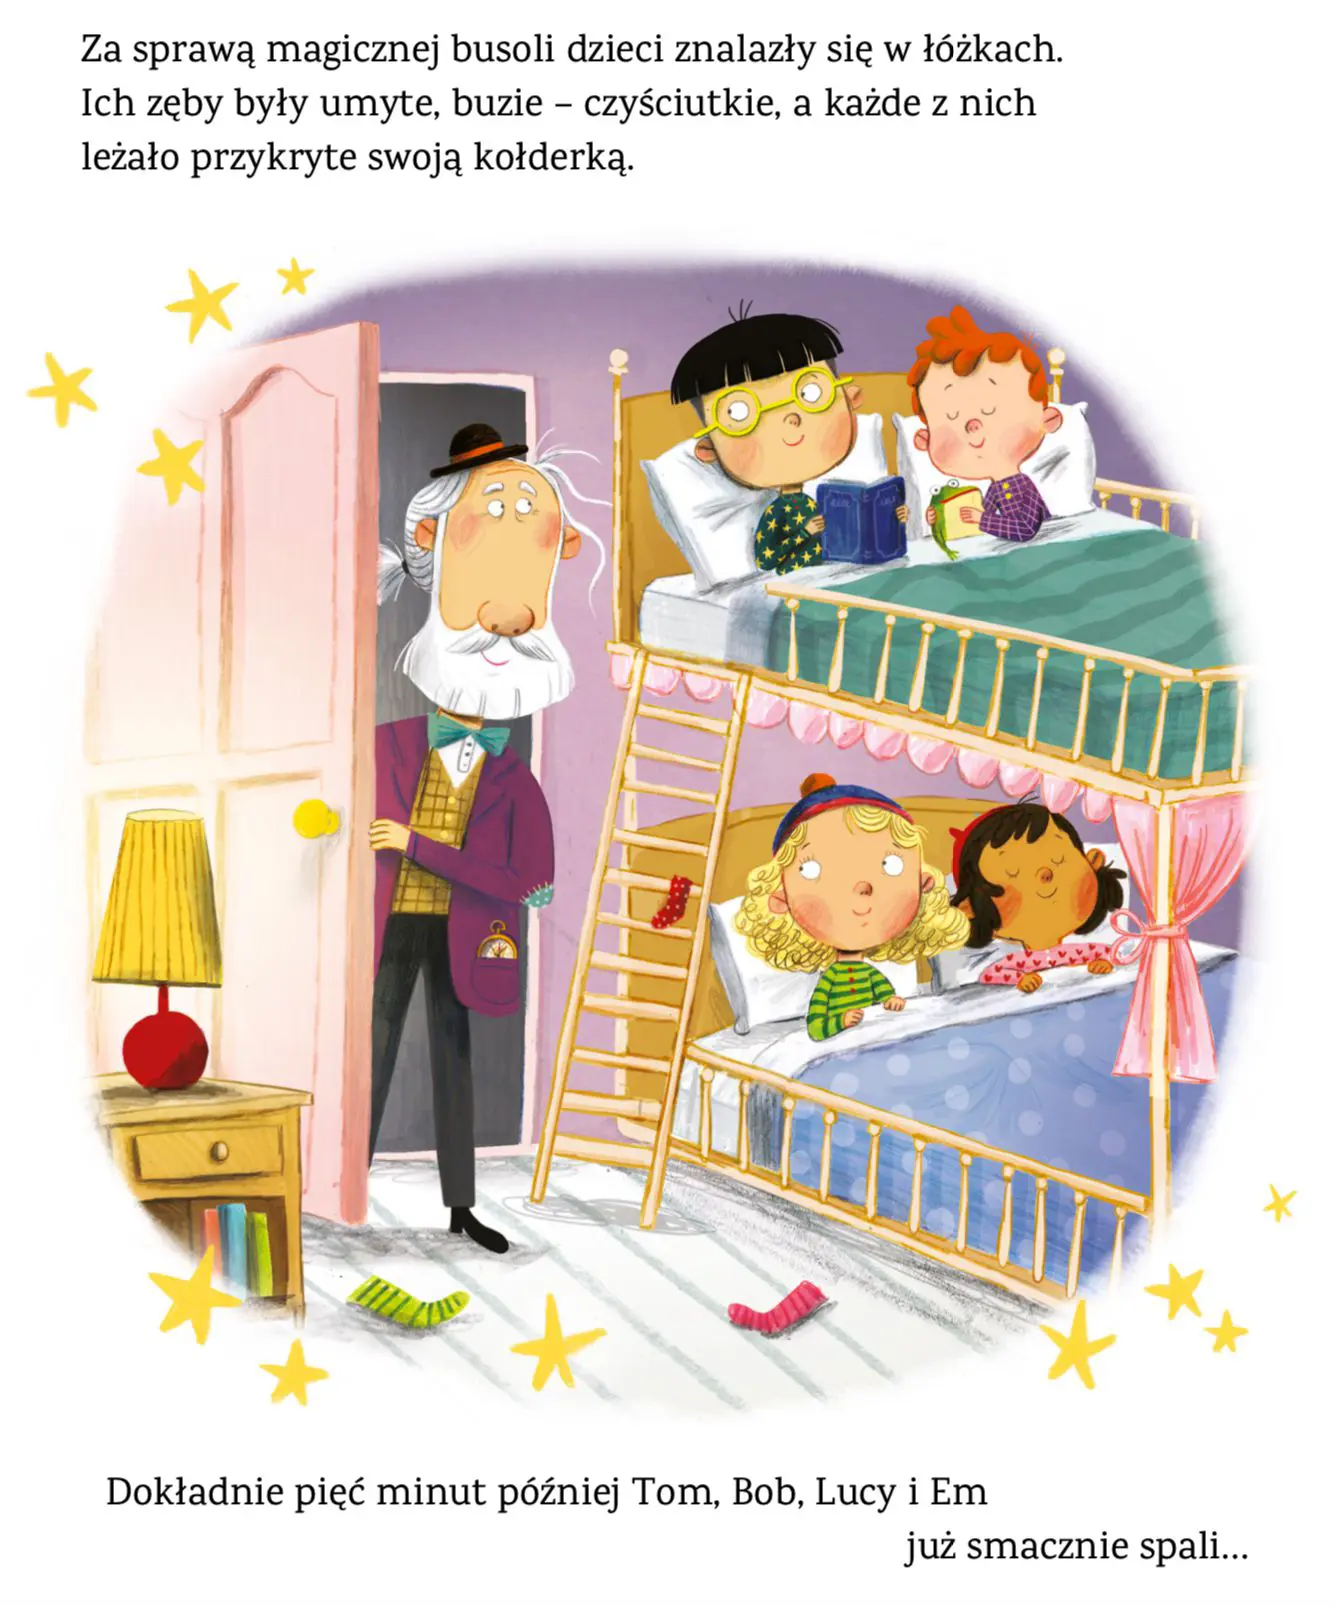 Za sprawą magicznej busoli dzieci znalazły się w łóżkach.
Ich zęby były umyte, buzie – czyściutkie, a każde z nich
leżało przykryte swoją kołderką.
Dokładnie pięć minut później Tom, Bob, Lucy i Em
już smacznie spali...